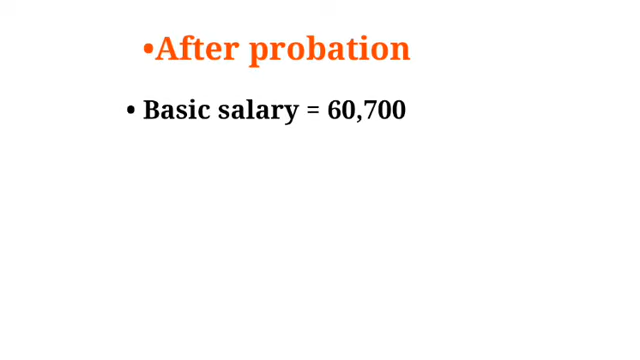 •After probation
• Basic salary = 60,700